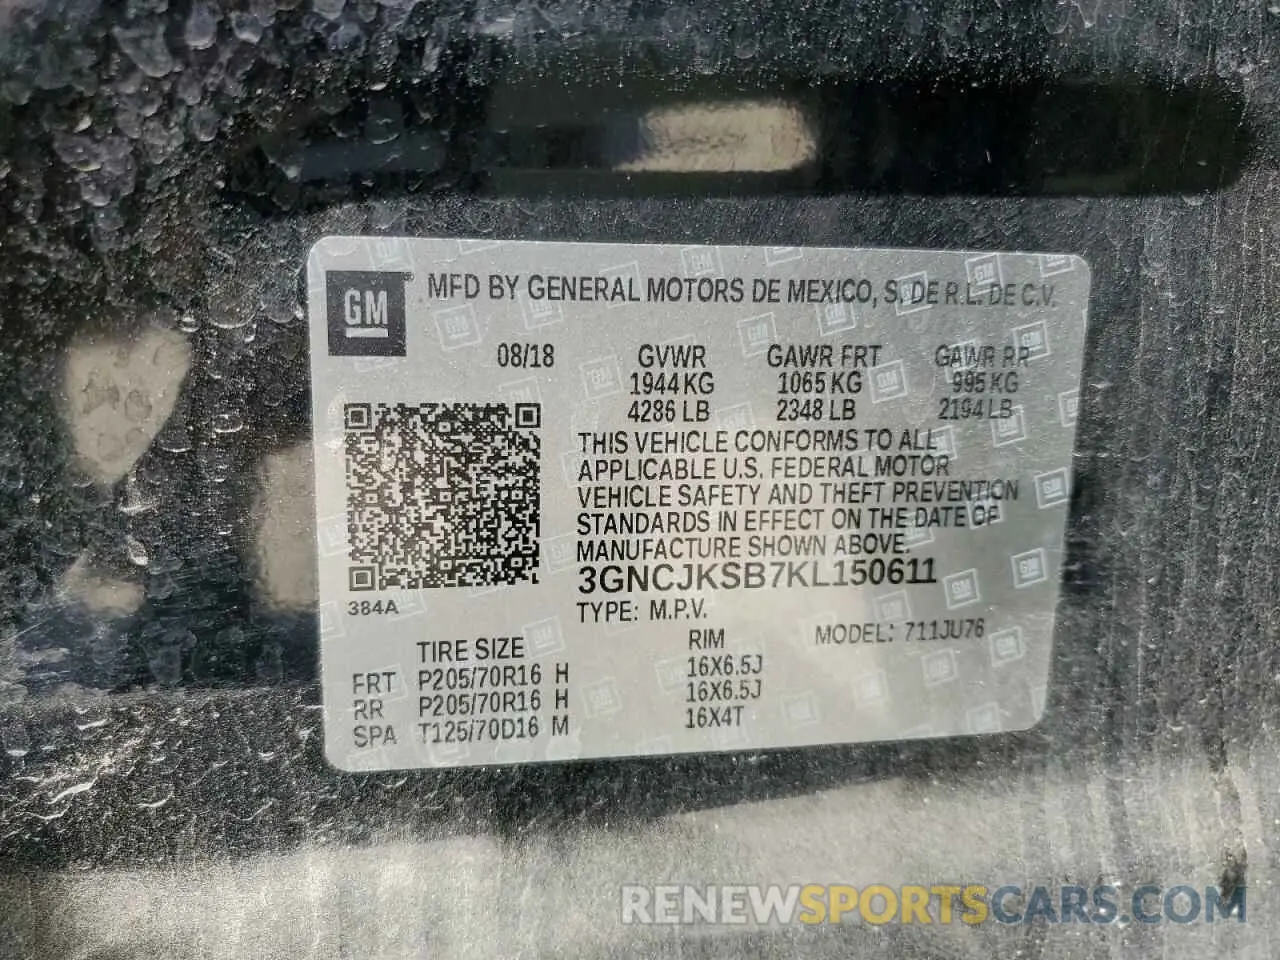 GM MFD BY GENERAL MOTORS DE MEXICO, S. DE R.L. DE C.V.
08/18 GVWR GAWR FRT GAWR RR
1944 KG 1065 KG 995 KG
4286 LB 2348 LB 2194 LB
THIS VEHICLE CONFORMS TO ALL
APPLICABLE U.S. FEDERAL MOTOR
VEHICLE SAFETY AND THEFT PREVENTION
STANDARDS IN EFFECT ON THE DATE OF
MANUFACTURE SHOWN ABOVE.
3GNCJKSB7KL150611
384A
TYPE: M.P.V.
MODEL: 711JU76
TIRE SIZE RIM
FRT P205/70R16 H 16X6.5J
RR P205/70R16 H 16X6.5J
SPA T125/70D16 M 16X4T
RENEWSPORTSCARS.COM